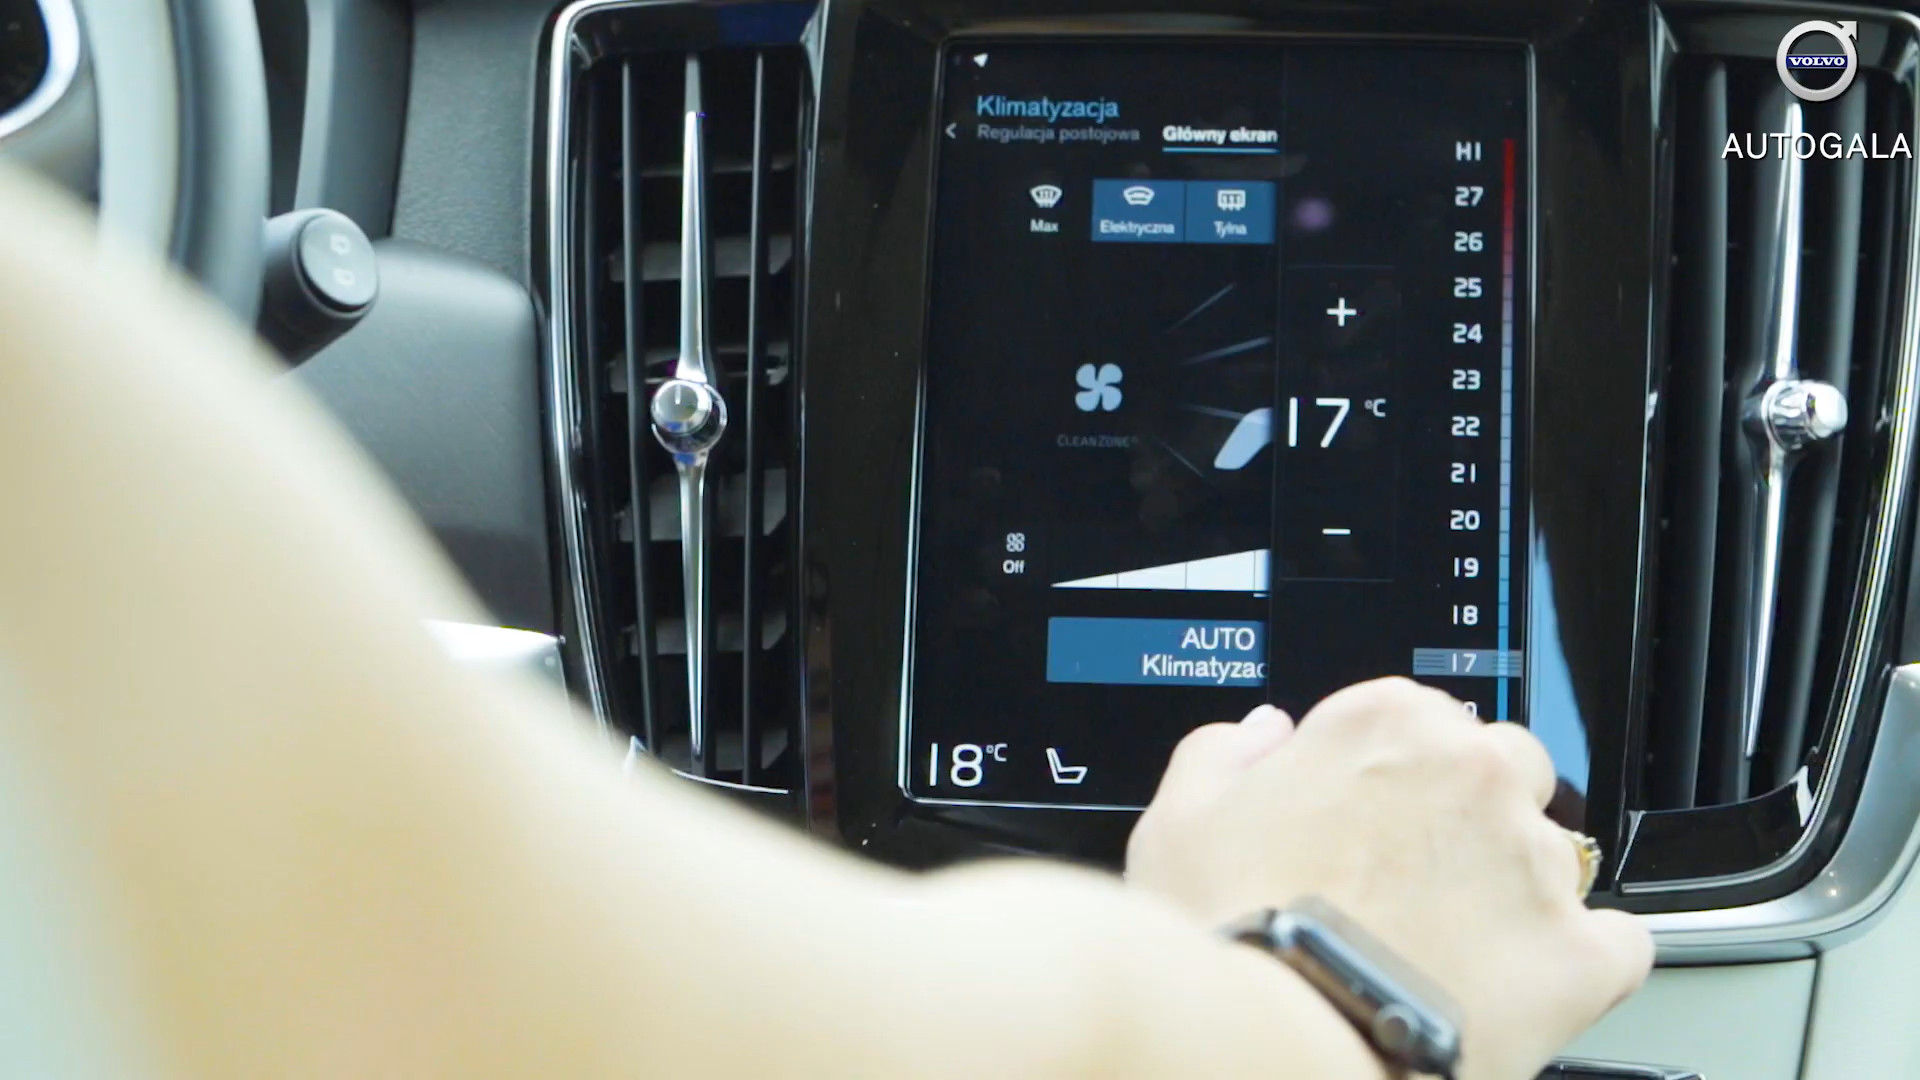 VOLVO
AUTOGALA
Klimatyzacja
Regulacja postojowa Główny ekran
Max
Elektryczna
Tylna
CLEANZONE
Off
AUTO
Klimatyzac
18°C
+
17°C
−
HI
27
26
25
24
23
22
21
20
19
18
17